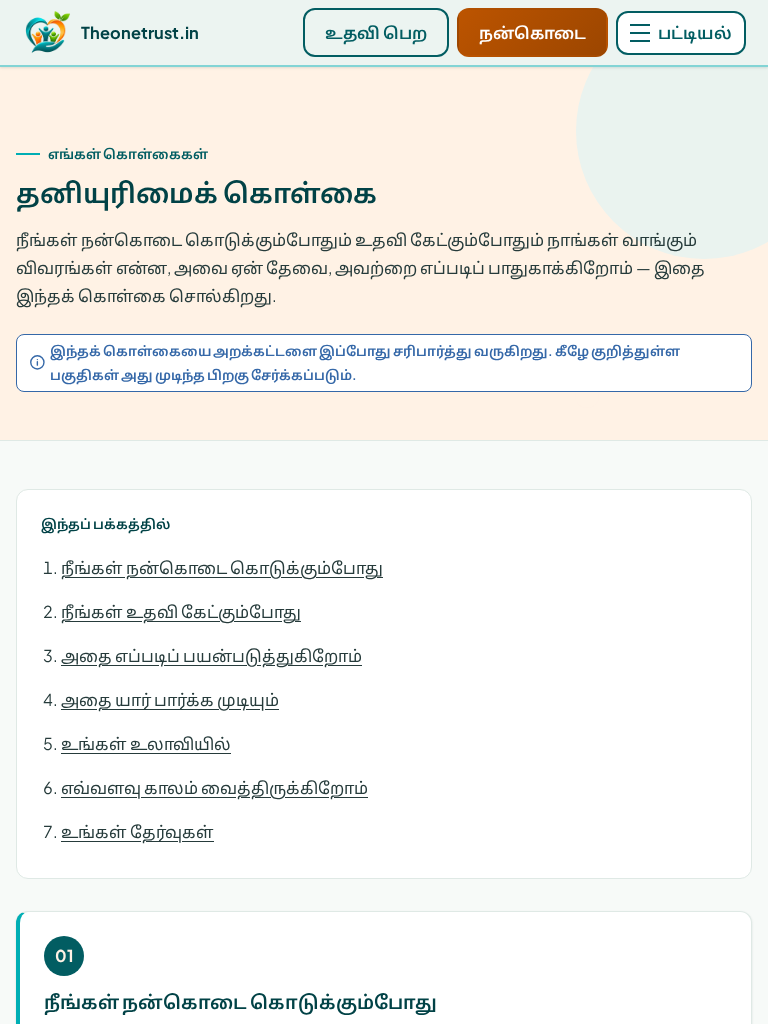 Theonetrust.in
உதவி பெற
நன்கொடை
பட்டியல்
எங்கள் கொள்கைகள்
தனியுரிமைக் கொள்கை
நீங்கள் நன்கொடை கொடுக்கும்போதும் உதவி கேட்கும்போதும் நாங்கள் வாங்கும்
விவரங்கள் என்ன, அவை ஏன் தேவை, அவற்றை எப்படிப் பாதுகாக்கிறோம் — இதை
இந்தக் கொள்கை சொல்கிறது.
இந்தக் கொள்கையை அறக்கட்டளை இப்போது சரிபார்த்து வருகிறது. கீழே குறித்துள்ள
பகுதிகள் அது முடிந்த பிறகு சேர்க்கப்படும்.
இந்தப் பக்கத்தில்
1. நீங்கள் நன்கொடை கொடுக்கும்போது
2. நீங்கள் உதவி கேட்கும்போது
3. அதை எப்படிப் பயன்படுத்துகிறோம்
4. அதை யார் பார்க்க முடியும்
5. உங்கள் உலாவியில்
6. எவ்வளவு காலம் வைத்திருக்கிறோம்
7. உங்கள் தேர்வுகள்
01
நீங்கள் நன்கொடை கொடுக்கும்போது